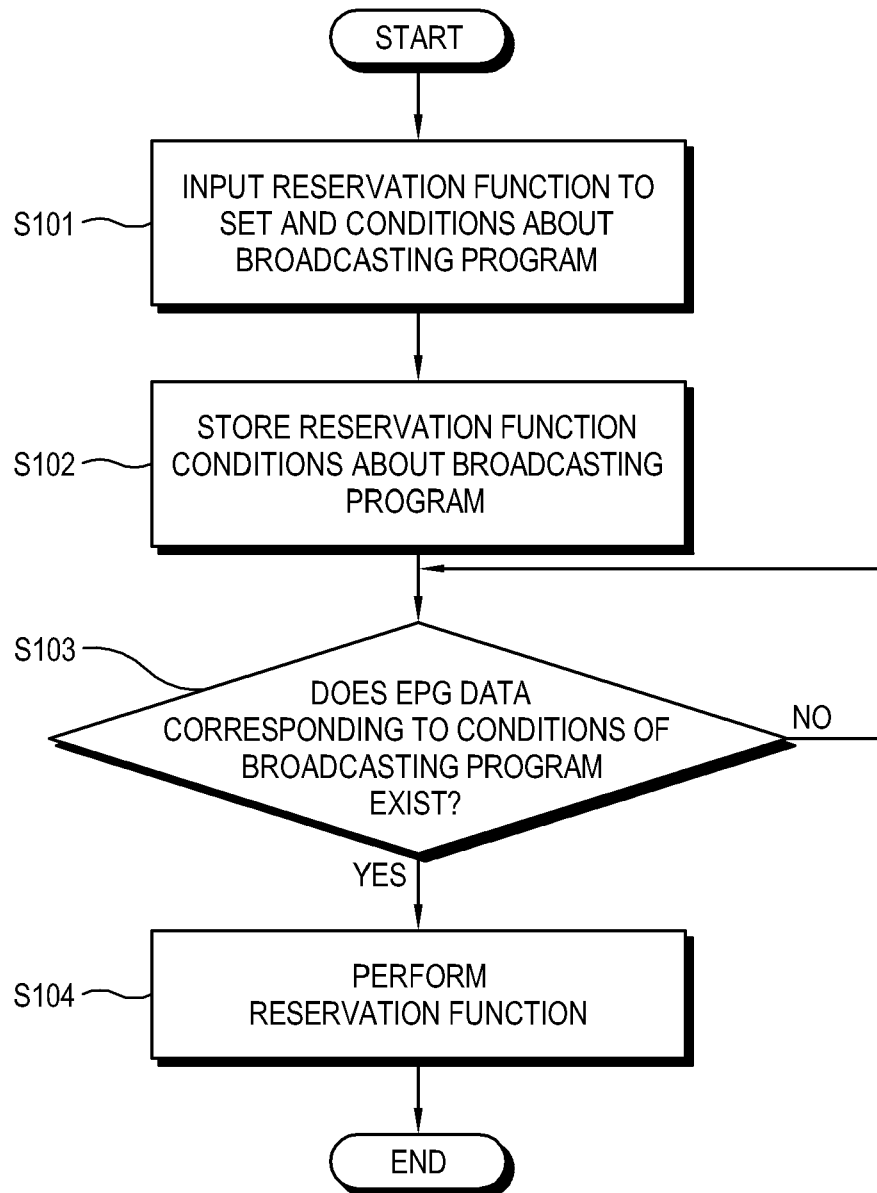 START
S101
INPUT RESERVATION FUNCTION TO
SET AND CONDITIONS ABOUT
BROADCASTING PROGRAM
S102
STORE RESERVATION FUNCTION
CONDITIONS ABOUT BROADCASTING
PROGRAM
S103
DOES EPG DATA
CORRESPONDING TO CONDITIONS OF
BROADCASTING PROGRAM
EXIST?
NO
YES
S104
PERFORM
RESERVATION FUNCTION
END